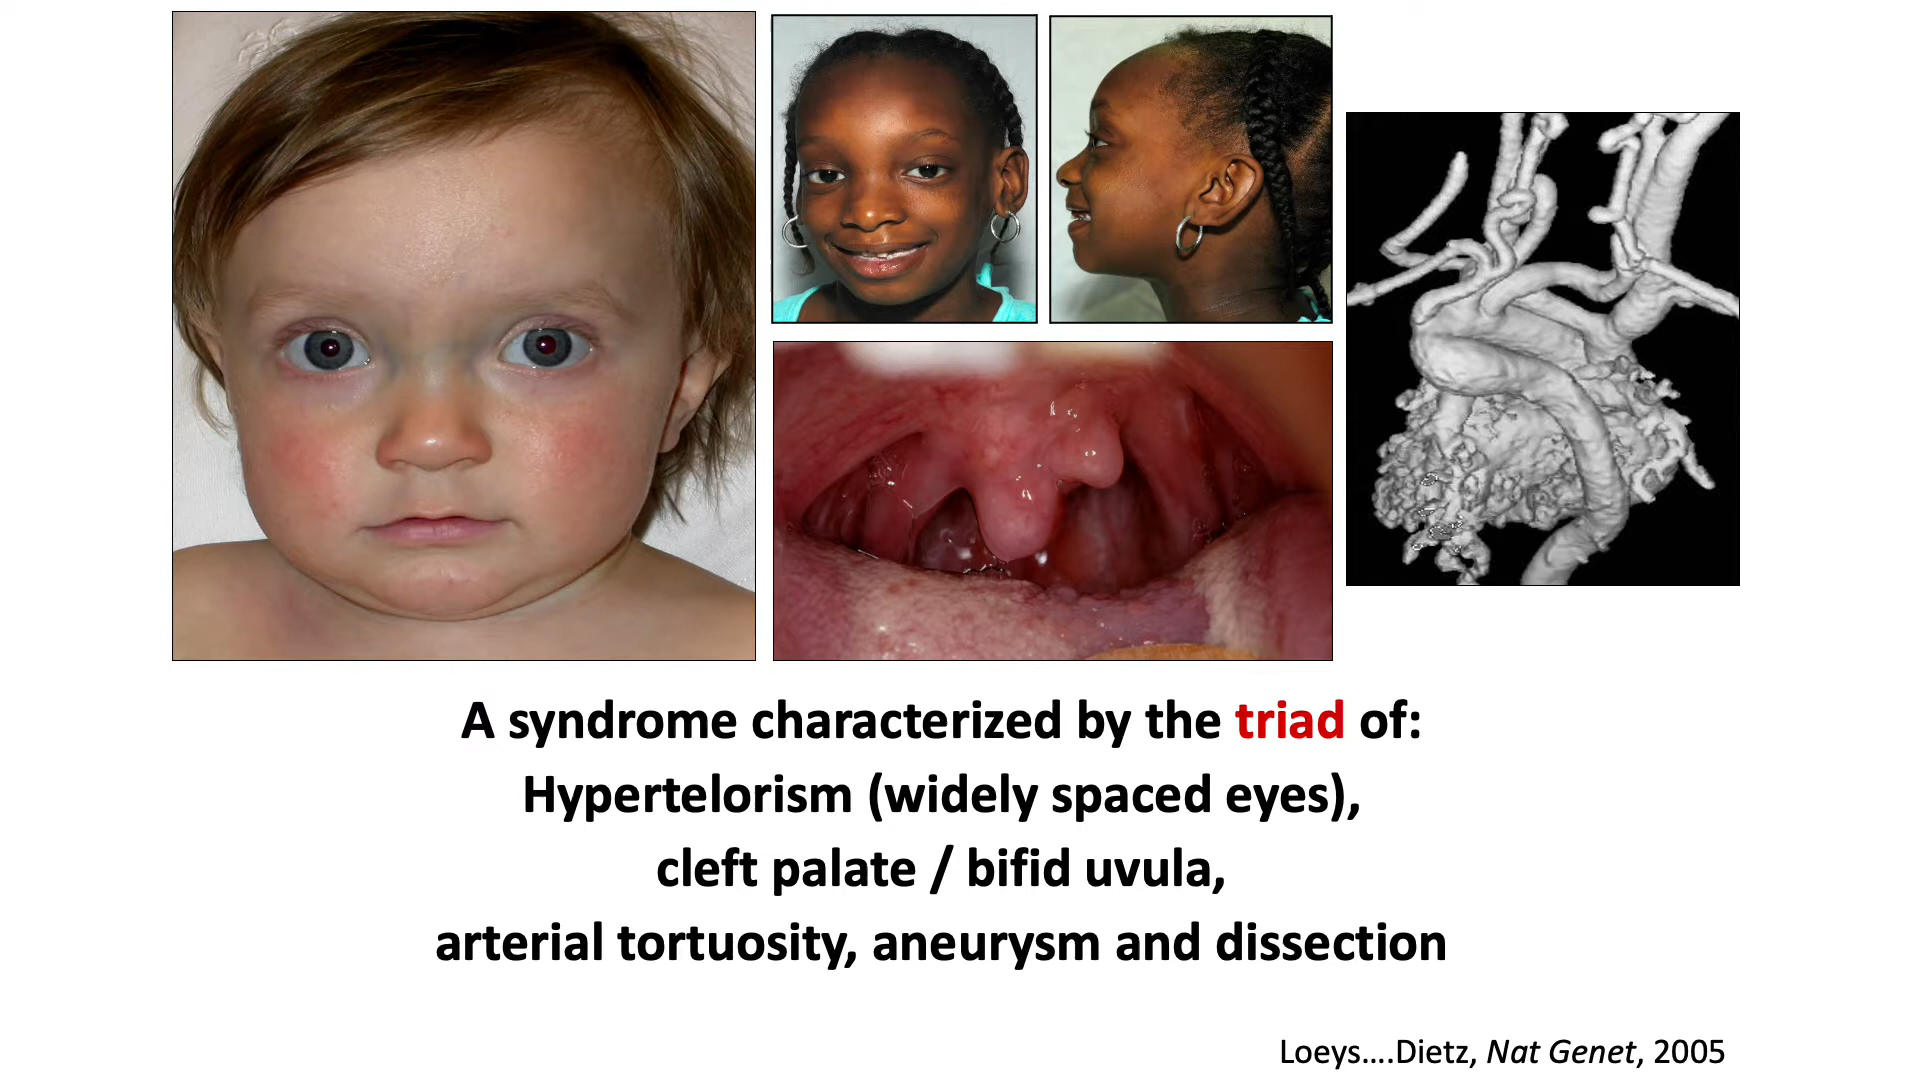 A syndrome characterized by the triad of:
Hypertelorism (widely spaced eyes),
cleft palate / bifid uvula,
arterial tortuosity, aneurysm and dissection
Loeys....Dietz, Nat Genet, 2005